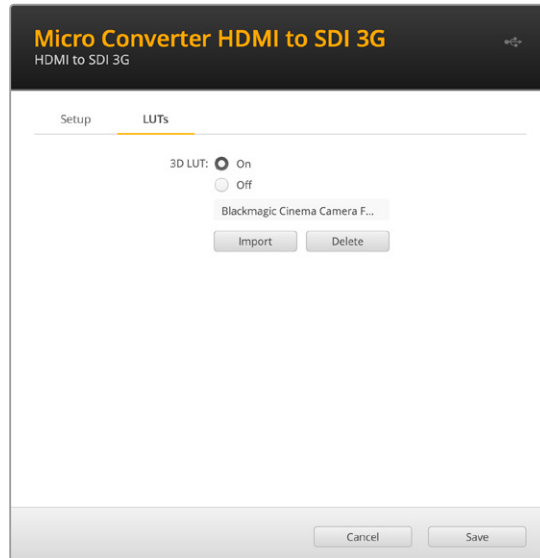 Micro Converter HDMI to SDI 3G
HDMI to SDI 3G
Setup LUTs
3D LUT: On
Off
Blackmagic Cinema Camera F...
Import Delete
Cancel Save